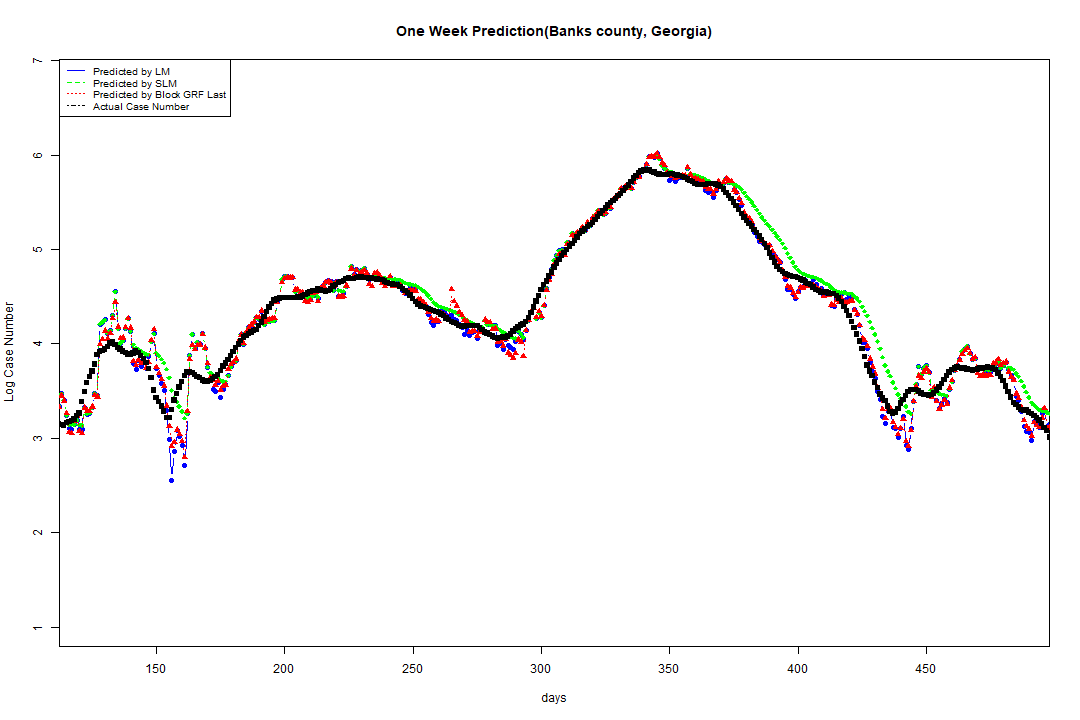 One Week Prediction(Banks county, Georgia)
7
Predicted by LM
Predicted by SLM
Predicted by Block GRF Last
Actual Case Number
6
5
4
3
2
1
Log Case Number
150 200 250 300 350 400 450
days